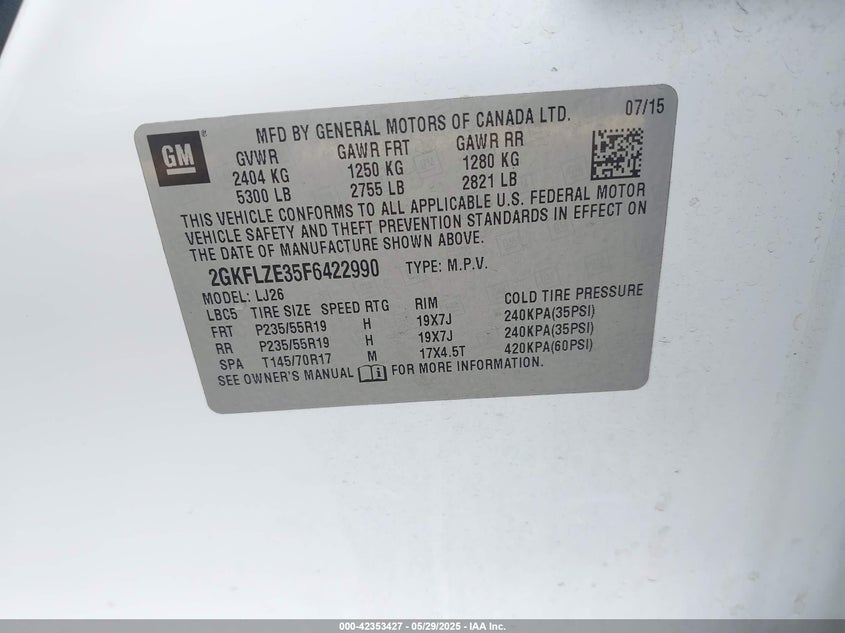 MFD BY GENERAL MOTORS OF CANADA LTD. 07/15
GM®
GVWR GAWR FRT GAWR RR
2404 KG 1250 KG 1280 KG
5300 LB 2755 LB 2821 LB
THIS VEHICLE CONFORMS TO ALL APPLICABLE U.S. FEDERAL MOTOR
VEHICLE SAFETY AND THEFT PREVENTION STANDARDS IN EFFECT ON
THE DATE OF MANUFACTURE SHOWN ABOVE.
2GKFLZE35F6422990 TYPE: M.P.V.
MODEL: LJ26
LBC5 TIRE SIZE SPEED RTG RIM COLD TIRE PRESSURE
FRT P235/55R19 H 19X7J 240KPA(35PSI)
RR P235/55R19 H 19X7J 240KPA(35PSI)
SPA T145/70R17 M 17X4.5T 420KPA(60PSI)
SEE OWNER'S MANUAL FOR MORE INFORMATION.
000-42353427 - 05/29/2025 - IAA Inc.